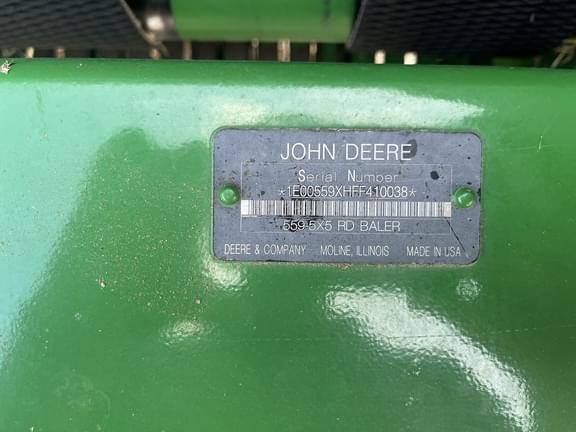 JOHN DEERE
Serial Number
*1E00559XHFF410038*
559-5X5 RD BALER
DEERE & COMPANY MOLINE, ILLINOIS MADE IN USA